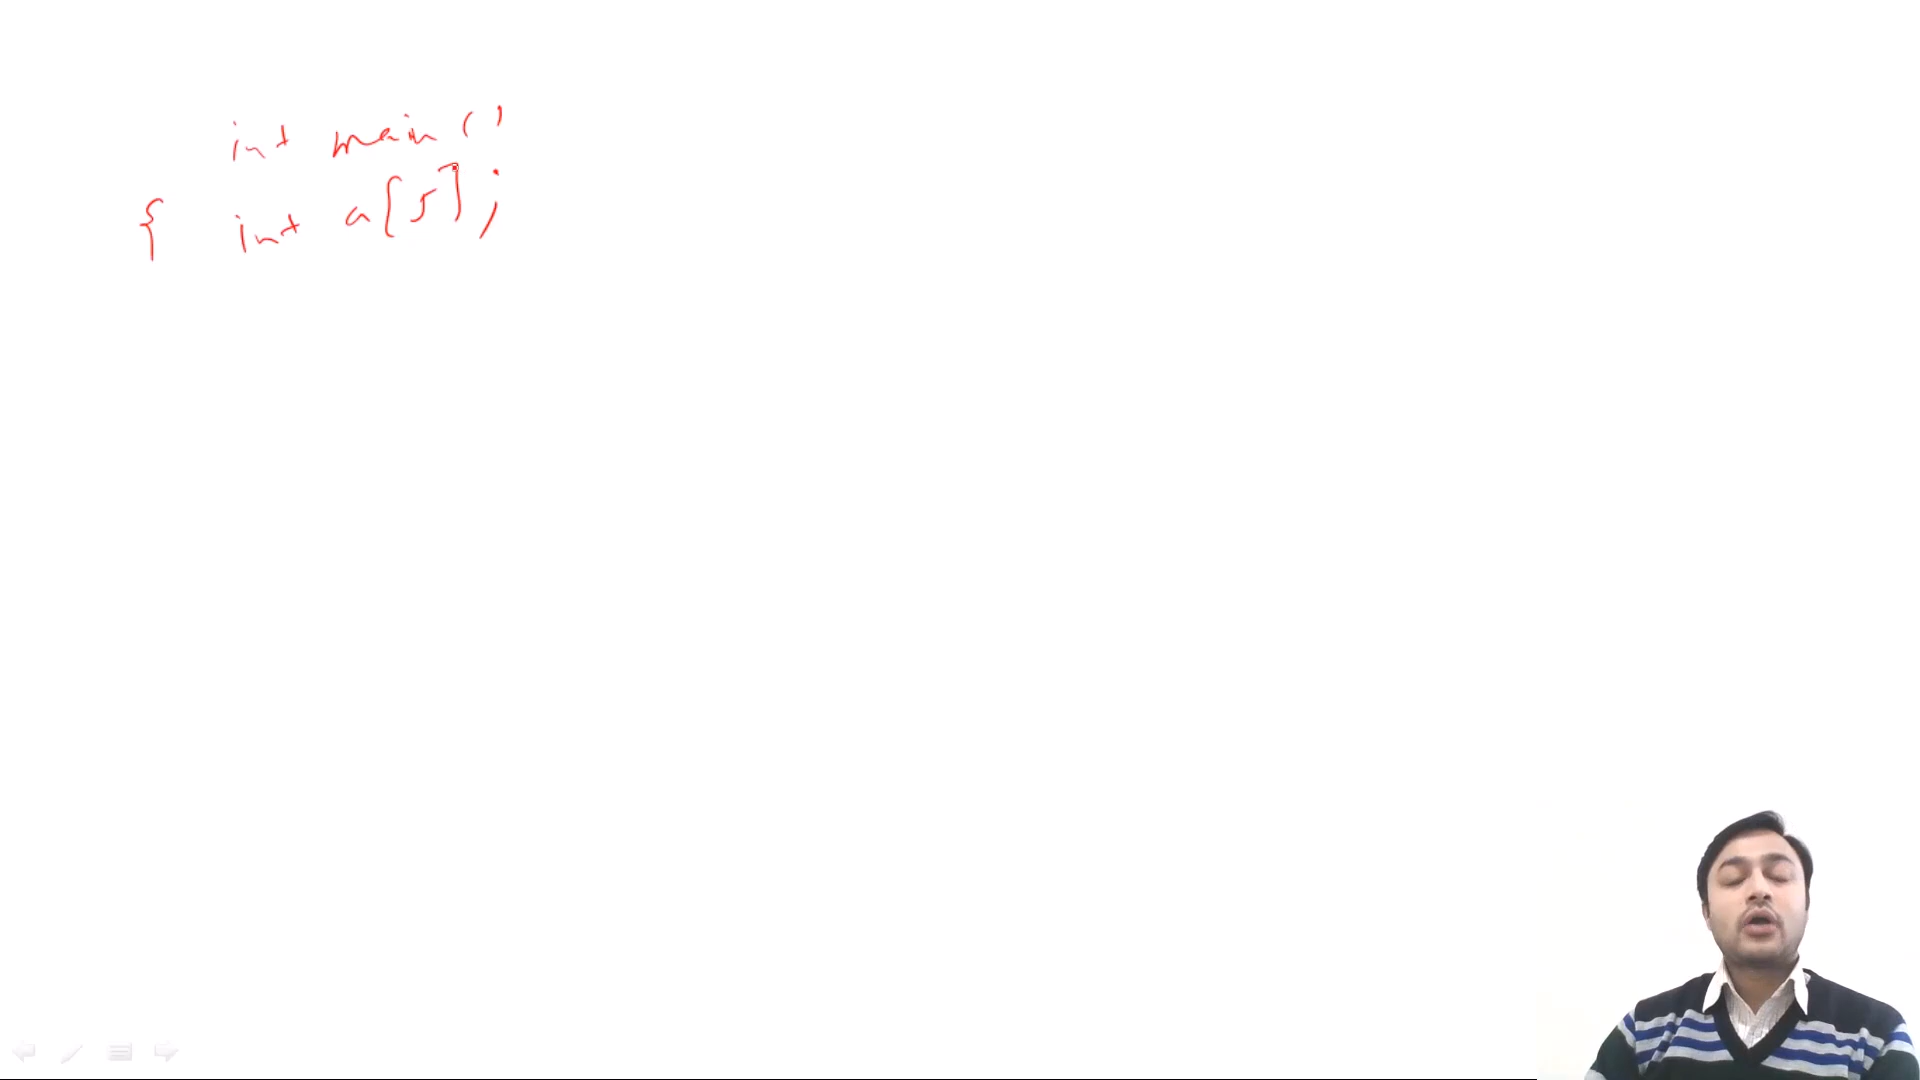 int main()
{ int a[5];